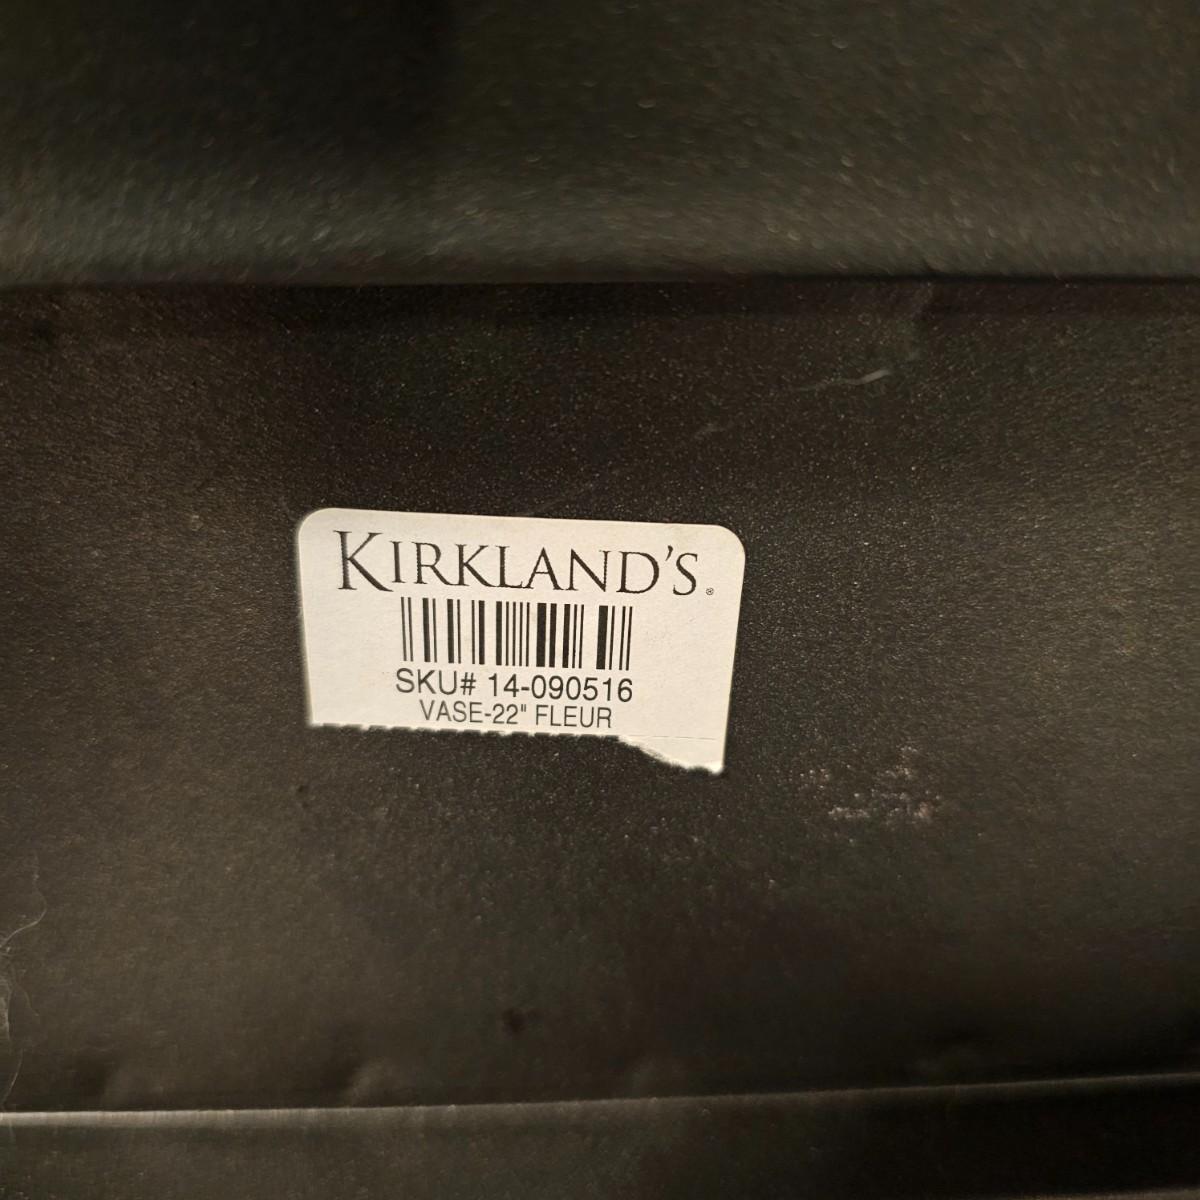 KIRKLAND'S®
SKU# 14-090516
VASE-22" FLEUR